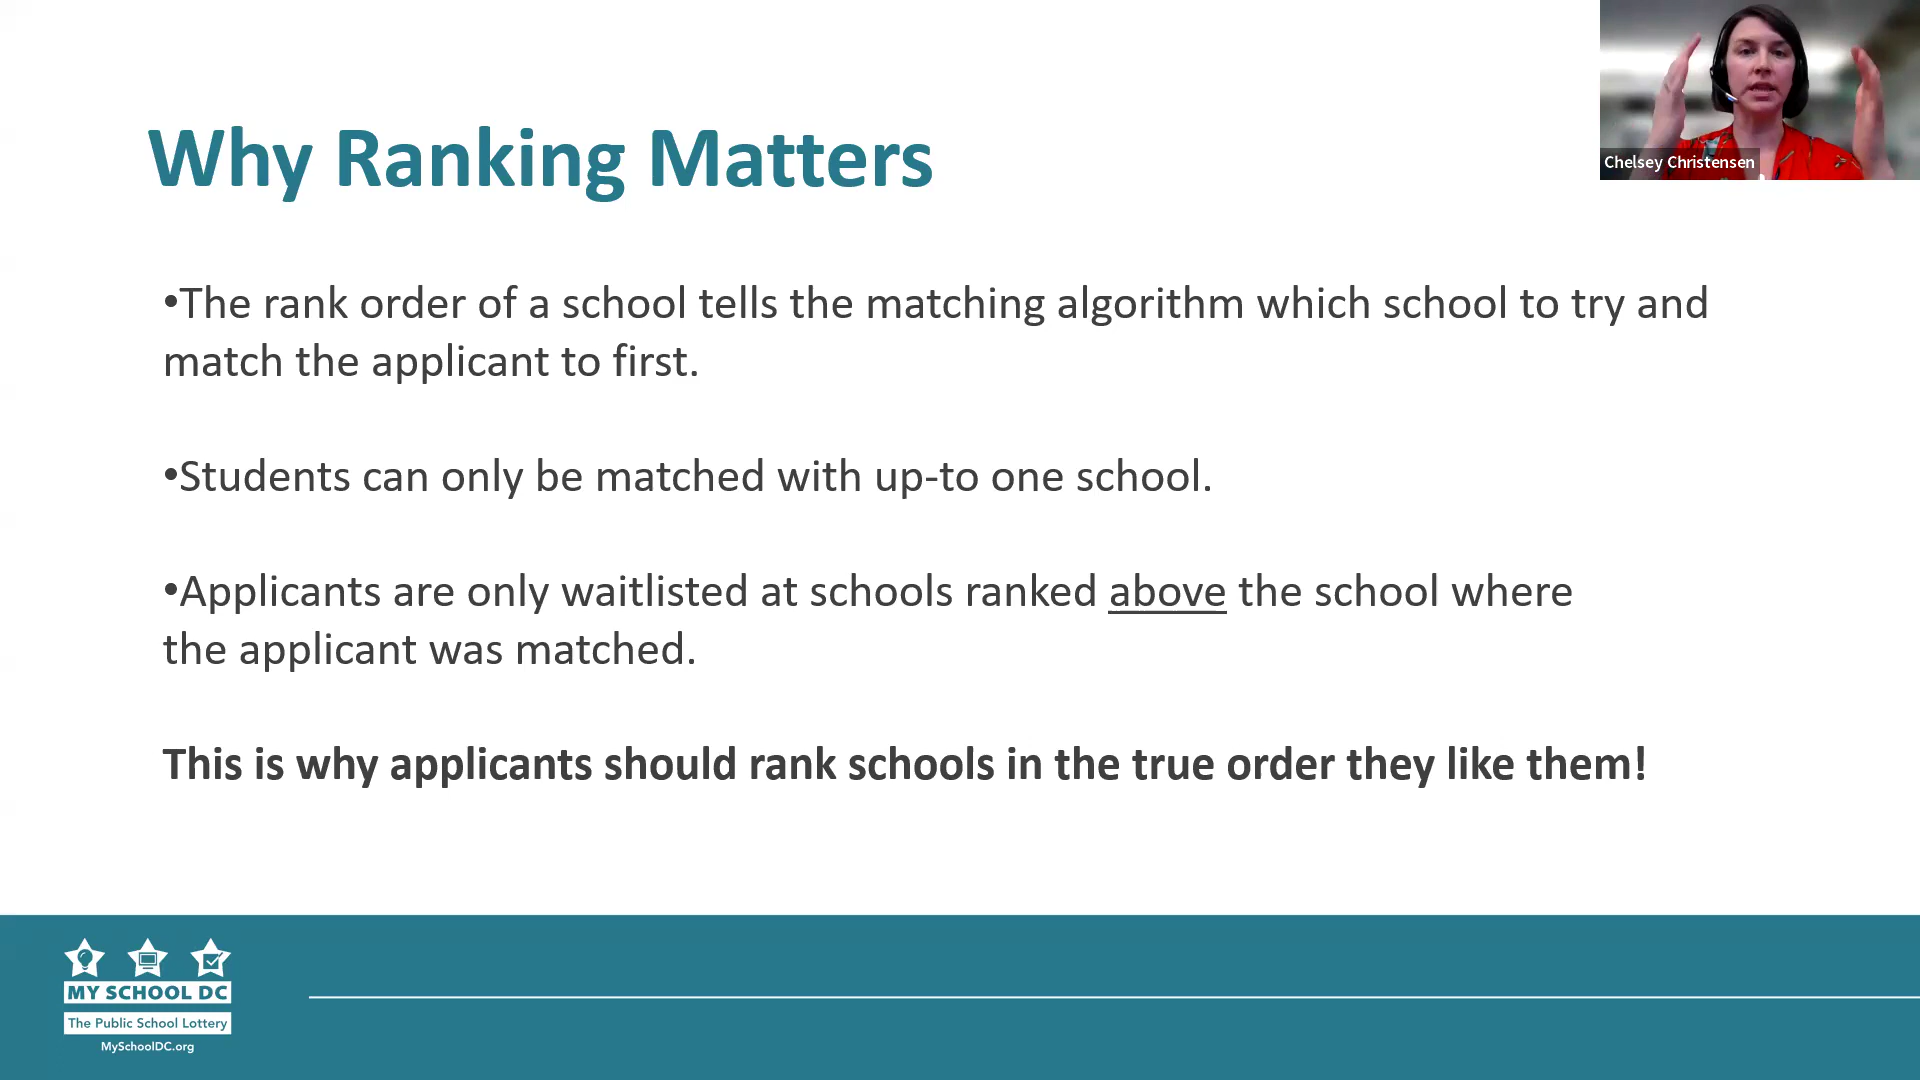 Chelsey Christensen
Why Ranking Matters
•The rank order of a school tells the matching algorithm which school to try and
match the applicant to first.
•Students can only be matched with up-to one school.
•Applicants are only waitlisted at schools ranked above the school where
the applicant was matched.
This is why applicants should rank schools in the true order they like them!
MY SCHOOL DC
The Public School Lottery
MySchoolDC.org